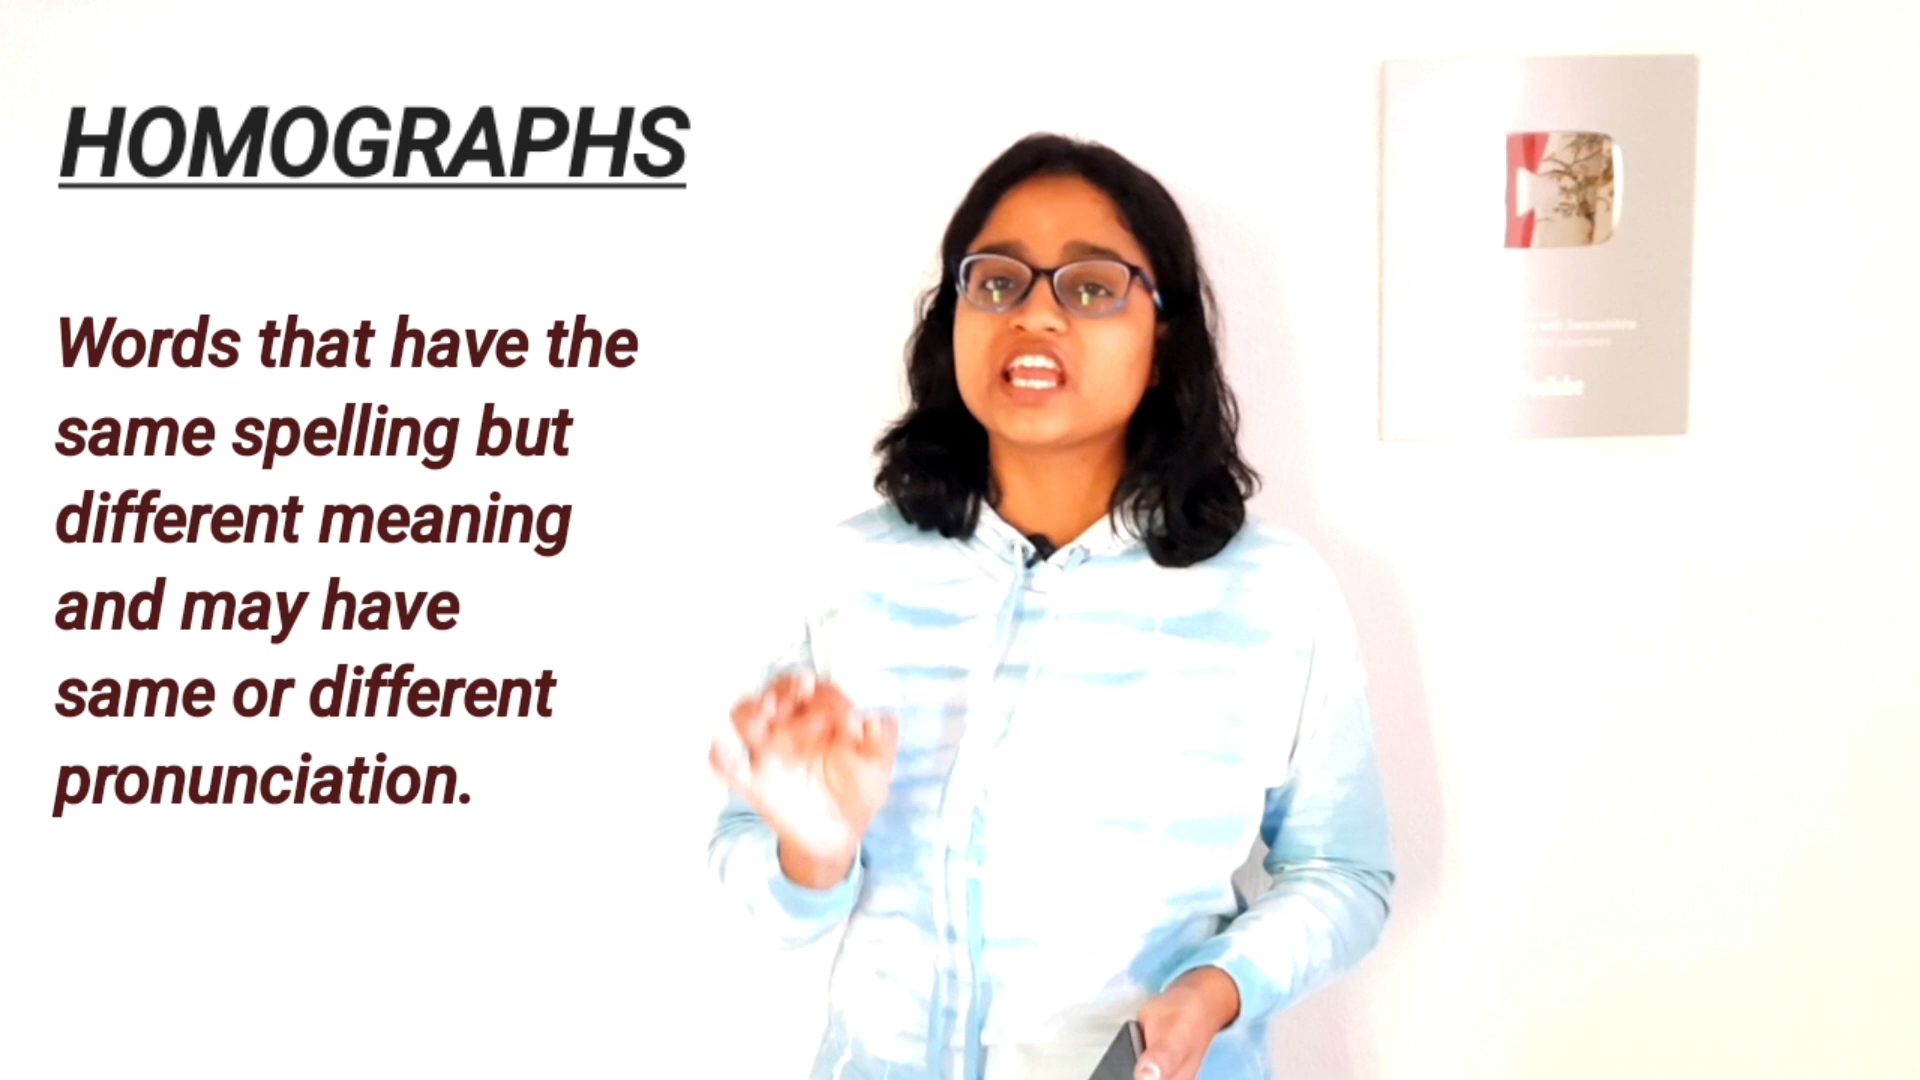 HOMOGRAPHS
Words that have the
same spelling but
different meaning
and may have
same or different
pronunciation.